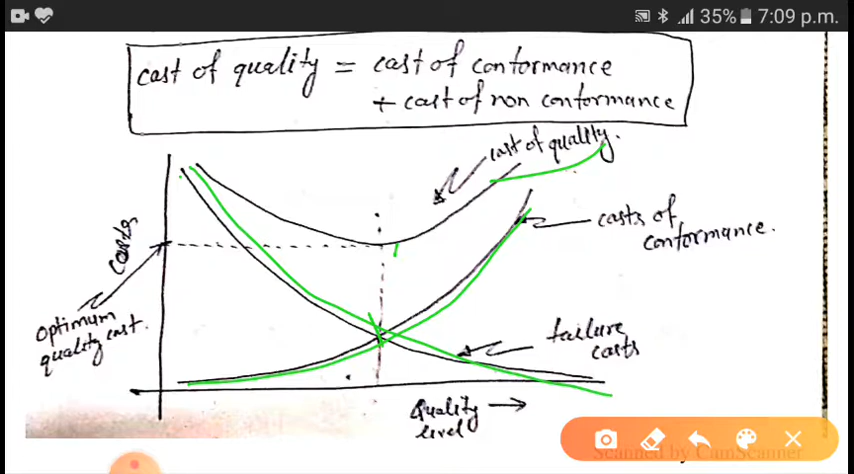 35% 7:09 p.m.
cost of quality = cost of conformance
+ cost of non conformance
cost of quality.
costs
costs of
conformance.
optimum
quality cost.
failure
costs
Quality
level
Scanned by CamScanner